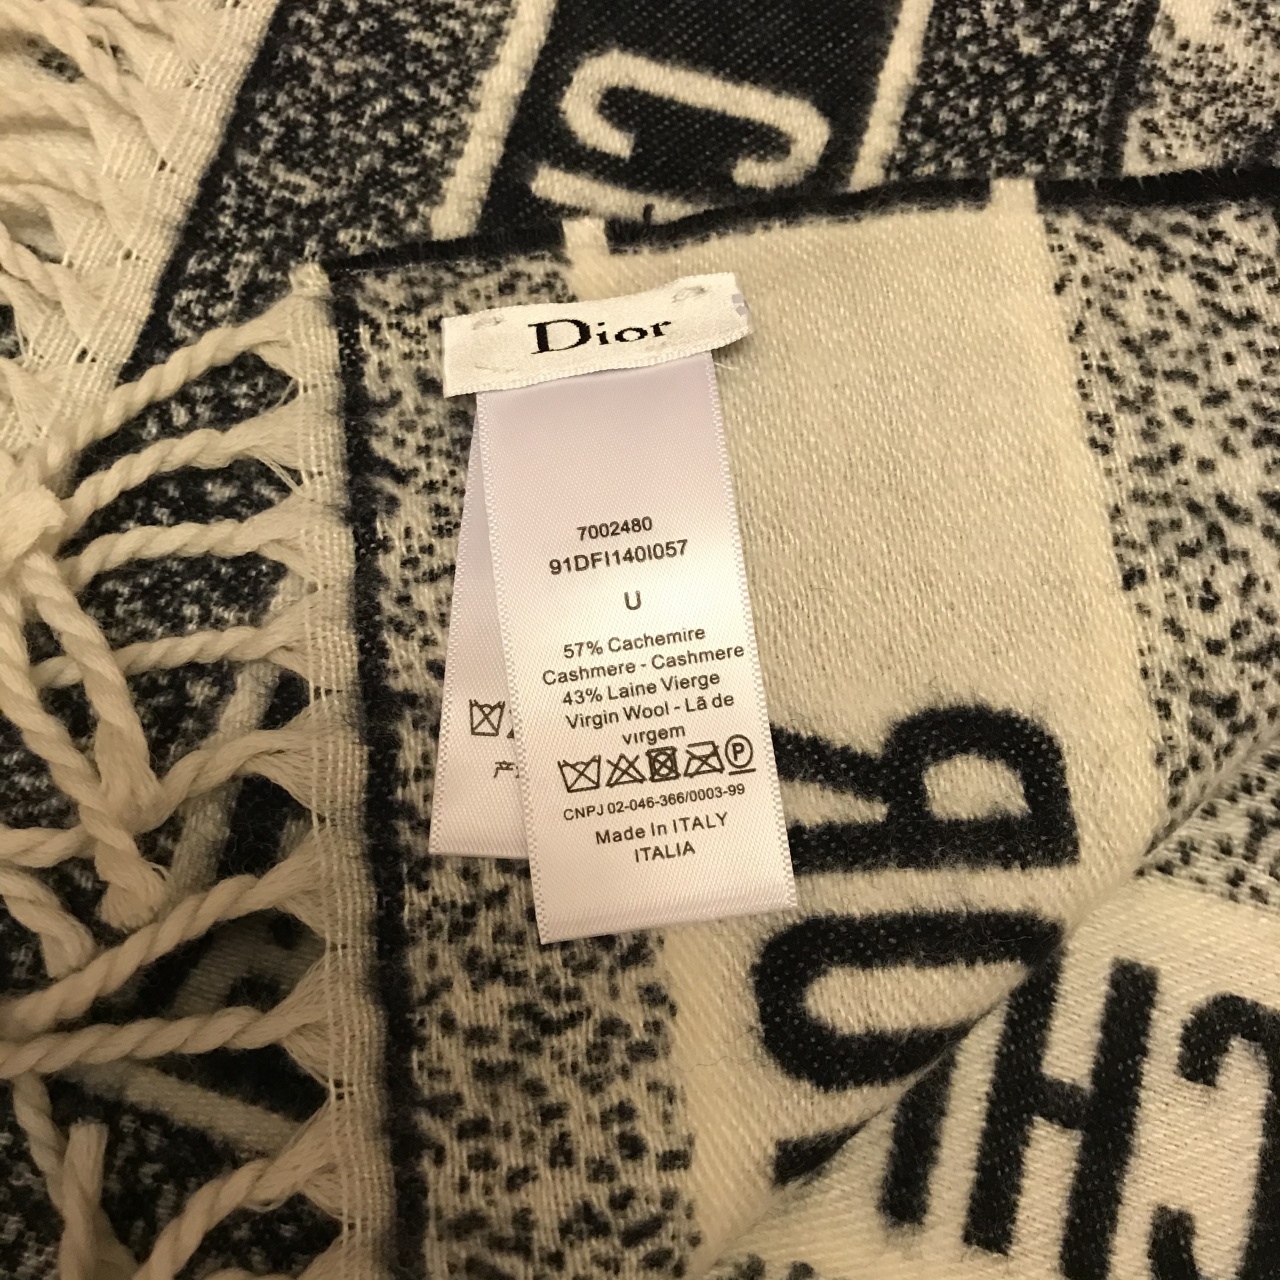 Dior
7002480
91DFI140I057
U
57% Cachemire
Cashmere - Cashmere
43% Laine Vierge
Virgin Wool - Lã de
virgem
P
CNPJ 02-046-366/0003-99
Made In ITALY
ITALIA